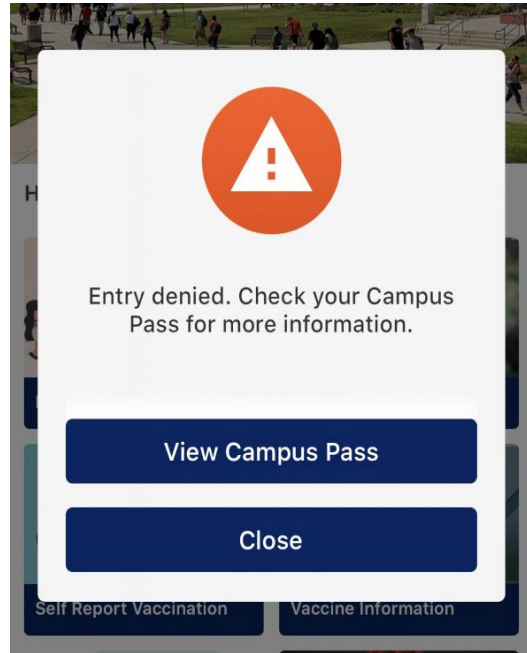 Entry denied. Check your Campus
Pass for more information.
View Campus Pass
Close
Self Report Vaccination
Vaccine Information